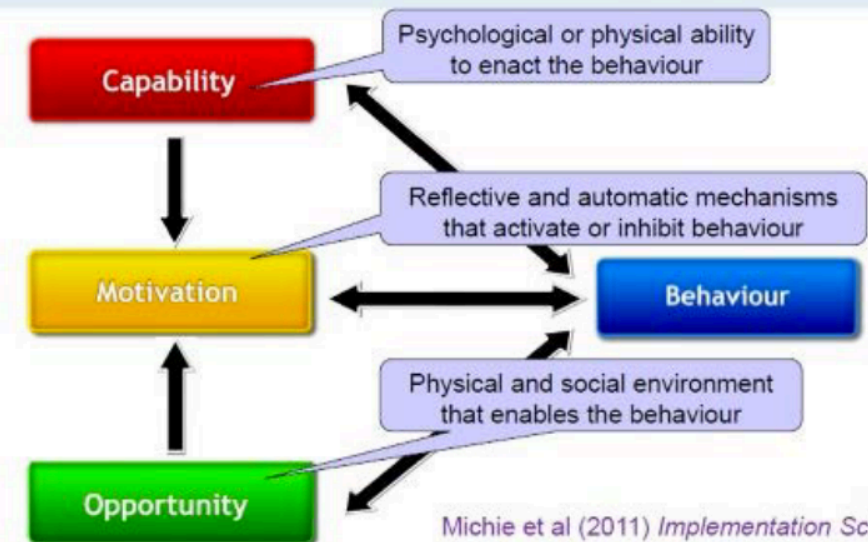 Psychological or physical ability
to enact the behaviour
Capability
Reflective and automatic mechanisms
that activate or inhibit behaviour
Motivation
Behaviour
Physical and social environment
that enables the behaviour
Opportunity
Michie et al (2011) Implementation Sc